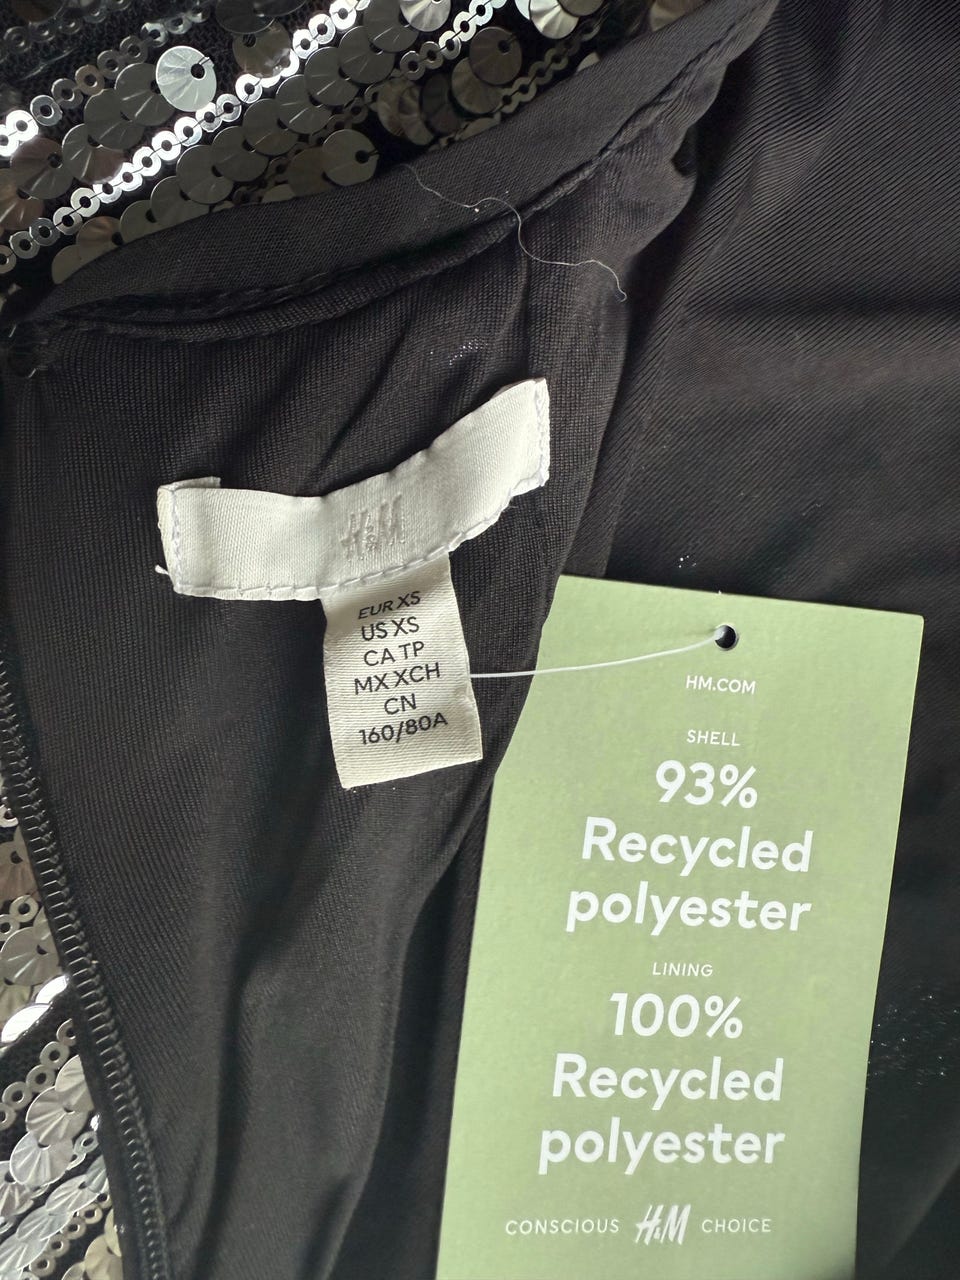 H&M
EUR XS
US XS
CA TP
MX XCH
CN
160/80A
HM.COM
SHELL
93%
Recycled
polyester
LINING
100%
Recycled
polyester
CONSCIOUS H&M CHOICE